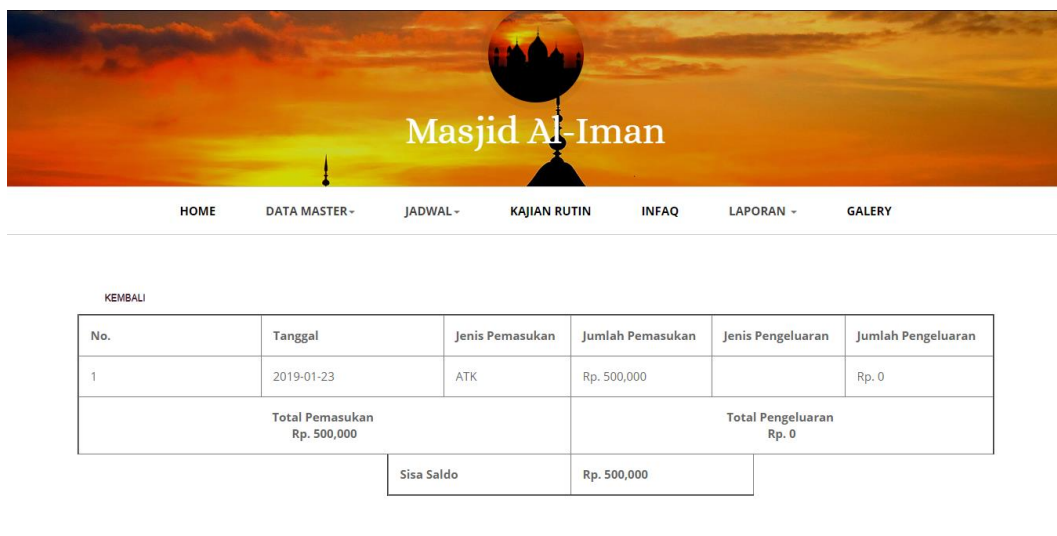 Masjid Al-Iman
HOME DATA MASTER JADWAL KAJIAN RUTIN INFAQ LAPORAN GALERY
KEMBALI
No. Tanggal Jenis Pemasukan Jumlah Pemasukan Jenis Pengeluaran Jumlah Pengeluaran
1 2019-01-23 ATK Rp. 500,000 Rp. 0
Total Pemasukan Total Pengeluaran
Rp. 500,000 Rp. 0
Sisa Saldo Rp. 500,000